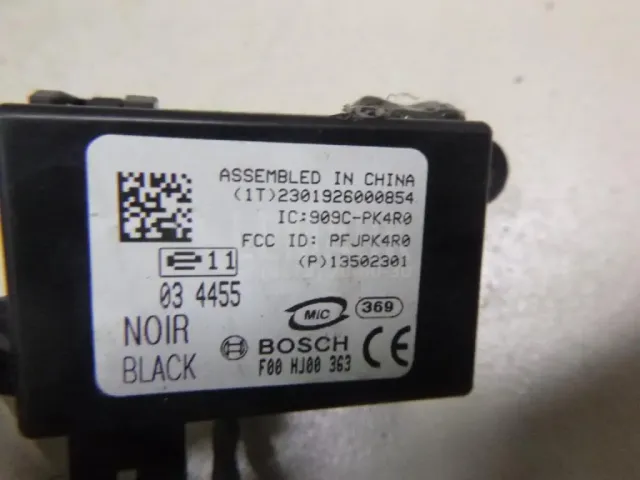 ASSEMBLED IN CHINA
(1T)2301926000854
IC:909C-PK4R0
FCC ID: PFJPK4R0
(P)13502301
e11
03 4455
MiC
369
NOIR
BLACK
BOSCH
CE
F00 HJ00 363